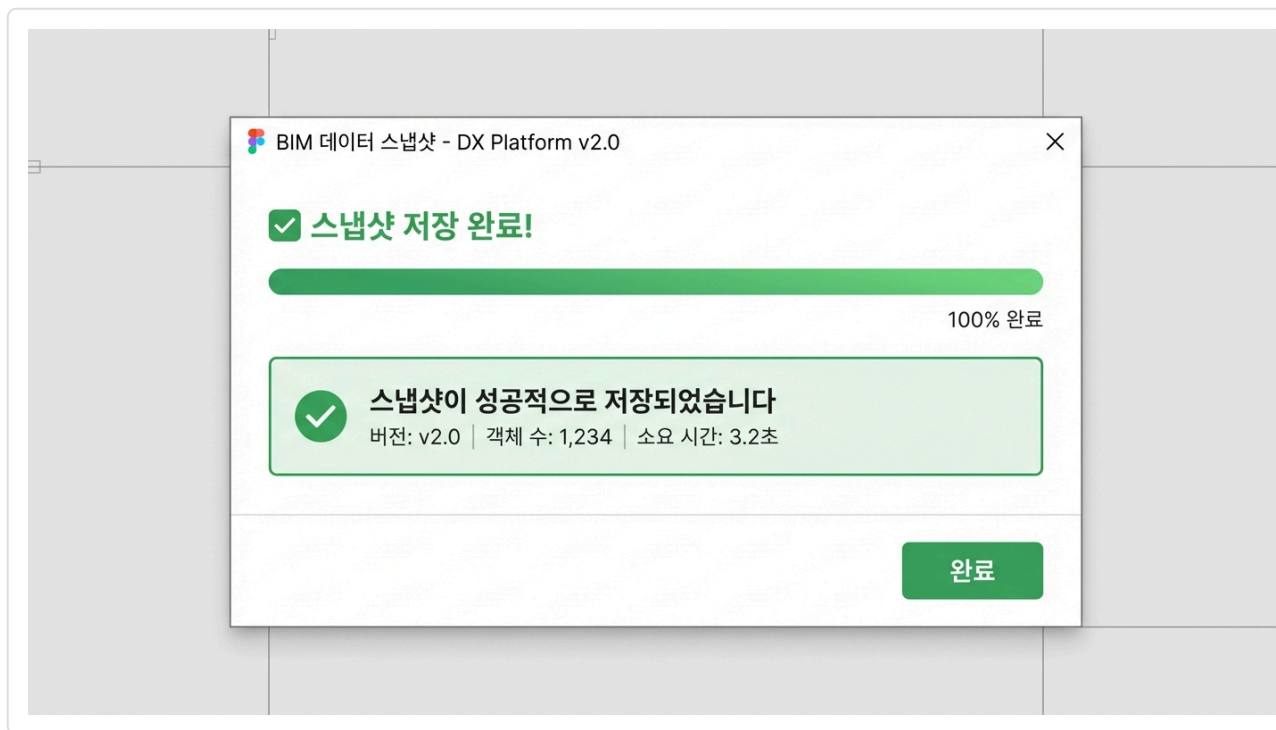 BIM 데이터 스냅샷 - DX Platform v2.0
스냅샷 저장 완료!
100% 완료
스냅샷이 성공적으로 저장되었습니다
버전: v2.0 | 객체 수: 1,234 | 소요 시간: 3.2초
완료